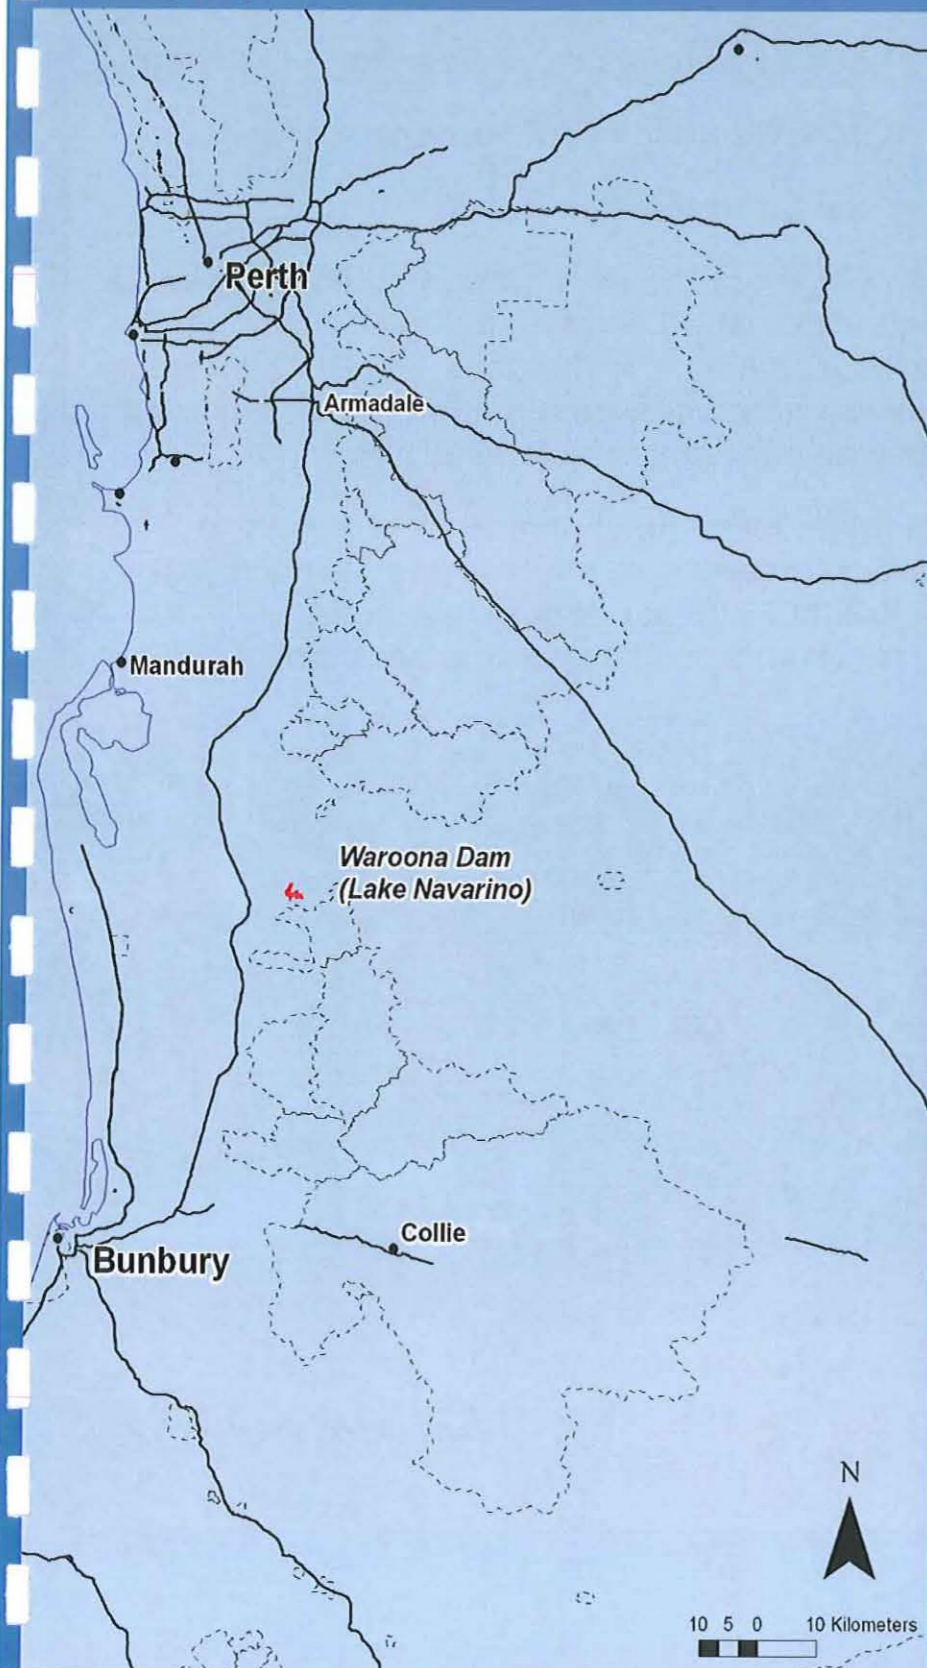 Perth
Armadale
Mandurah
Waroona Dam
(Lake Navarino)
Collie
Bunbury
N
10 5 0 10 Kilometers